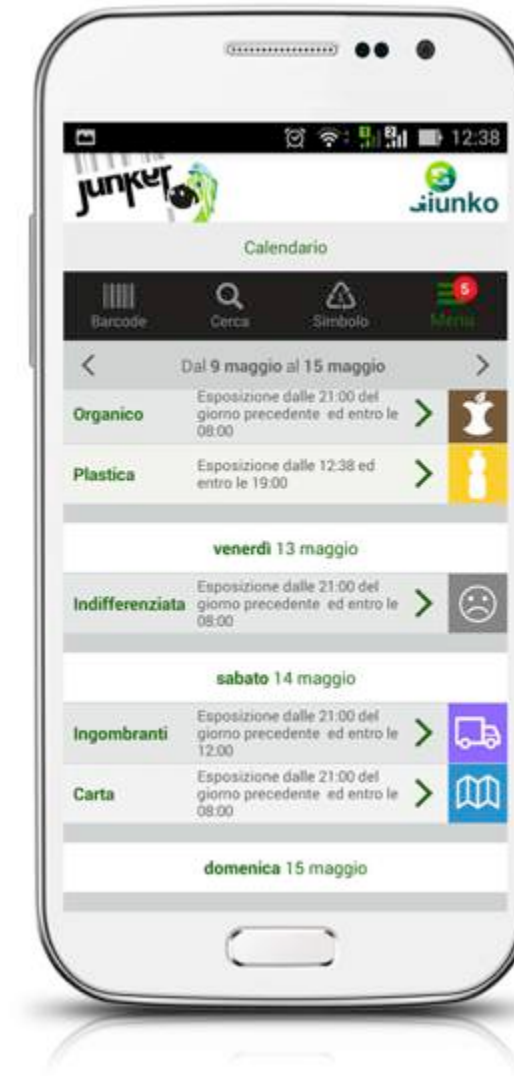 12:38
junker
Giunko
Calendario
Barcode
Cerca
Simbolo
5
Menu
Dal 9 maggio al 15 maggio
Organico
Esposizione dalle 21:00 del
giorno precedente ed entro le
08:00
Plastica
Esposizione dalle 12:38 ed
entro le 19:00
venerdì 13 maggio
Indifferenziata
Esposizione dalle 21:00 del
giorno precedente ed entro le
08:00
sabato 14 maggio
Ingombranti
Esposizione dalle 21:00 del
giorno precedente ed entro le
12:00
Carta
Esposizione dalle 21:00 del
giorno precedente ed entro le
08:00
domenica 15 maggio